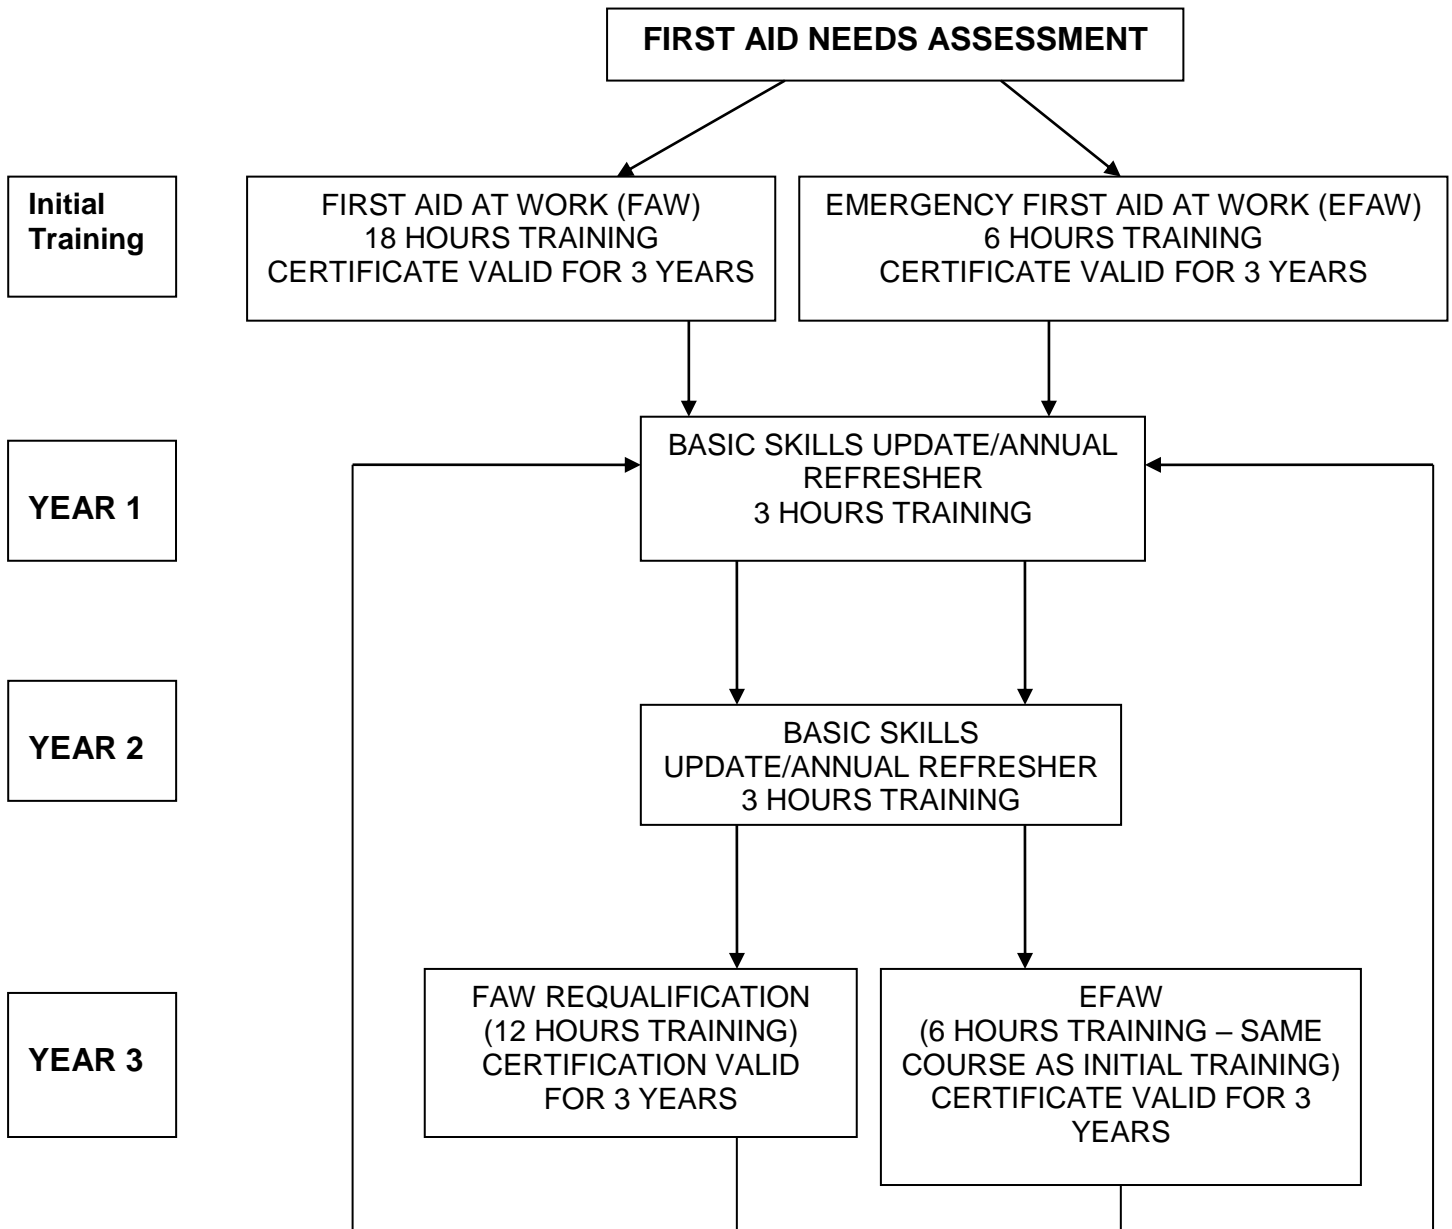 FIRST AID NEEDS ASSESSMENT
Initial
Training
FIRST AID AT WORK (FAW)
18 HOURS TRAINING
CERTIFICATE VALID FOR 3 YEARS
EMERGENCY FIRST AID AT WORK (EFAW)
6 HOURS TRAINING
CERTIFICATE VALID FOR 3 YEARS
YEAR 1
BASIC SKILLS UPDATE/ANNUAL
REFRESHER
3 HOURS TRAINING
YEAR 2
BASIC SKILLS
UPDATE/ANNUAL REFRESHER
3 HOURS TRAINING
YEAR 3
FAW REQUALIFICATION
(12 HOURS TRAINING)
CERTIFICATION VALID
FOR 3 YEARS
EFAW
(6 HOURS TRAINING – SAME
COURSE AS INITIAL TRAINING)
CERTIFICATE VALID FOR 3
YEARS